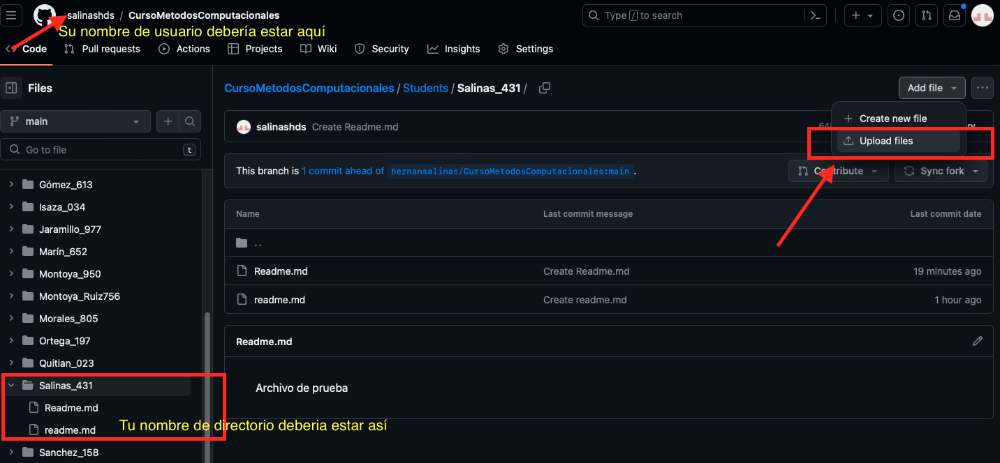 salinashds / CursoMetodosComputacionales
Type / to search
Su nombre de usuario debería estar aquí
Code
Pull requests
Actions
Projects
Wiki
Security
Insights
Settings
Files
CursoMetodosComputacionales / Students / Salinas_431 /
Add file
main
salinashds Create Readme.md
Create new file
Go to file
t
Upload files
This branch is 1 commit ahead of hernansalinas/CursoMetodosComputacionales:main .
Contribute
Sync fork
Gómez_613
Isaza_034
Jaramillo_977
Marín_652
Montoya_950
Montoya_Ruiz756
Morales_805
Ortega_197
Quitian_023
Salinas_431
Readme.md
readme.md
Sanchez_158
Tu nombre de directorio deberia estar así
Name Last commit message Last commit date
..
Readme.md Create Readme.md 19 minutes ago
readme.md Create readme.md 1 hour ago
Readme.md
Archivo de prueba